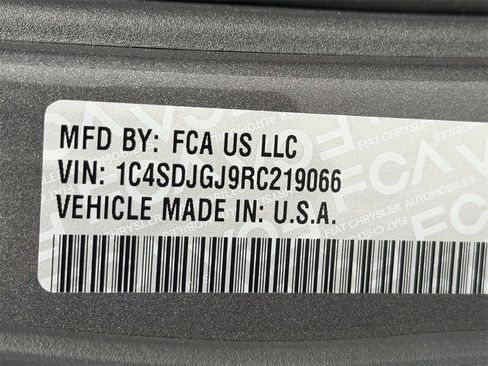 MFD BY: FCA US LLC
VIN: 1C4SDJGJ9RC219066
VEHICLE MADE IN: U.S.A.